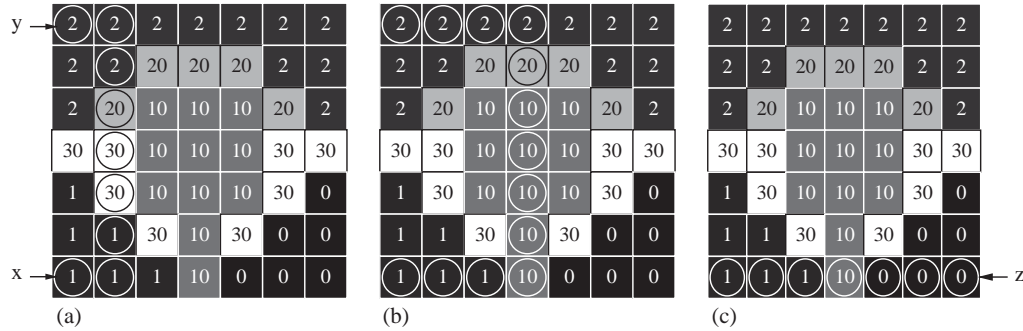 y 2 2 2 2 2 2 2 2 2 2 2 2 2 2 2 2 2 2 2 2 2
2 2 20 20 20 2 2 2 2 20 20 20 2 2 2 2 20 20 20 2 2
2 20 10 10 10 20 2 2 20 10 10 10 20 2 2 20 10 10 10 20 2
30 30 10 10 10 30 30 30 30 10 10 10 30 30 30 30 10 10 10 30 30
1 30 10 10 10 30 0 1 30 10 10 10 30 0 1 30 10 10 10 30 0
1 1 30 10 30 0 0 1 1 30 10 30 0 0 1 1 30 10 30 0 0
x 1 1 1 10 0 0 0 1 1 1 10 0 0 0 1 1 1 10 0 0 0 z
(a) (b) (c)